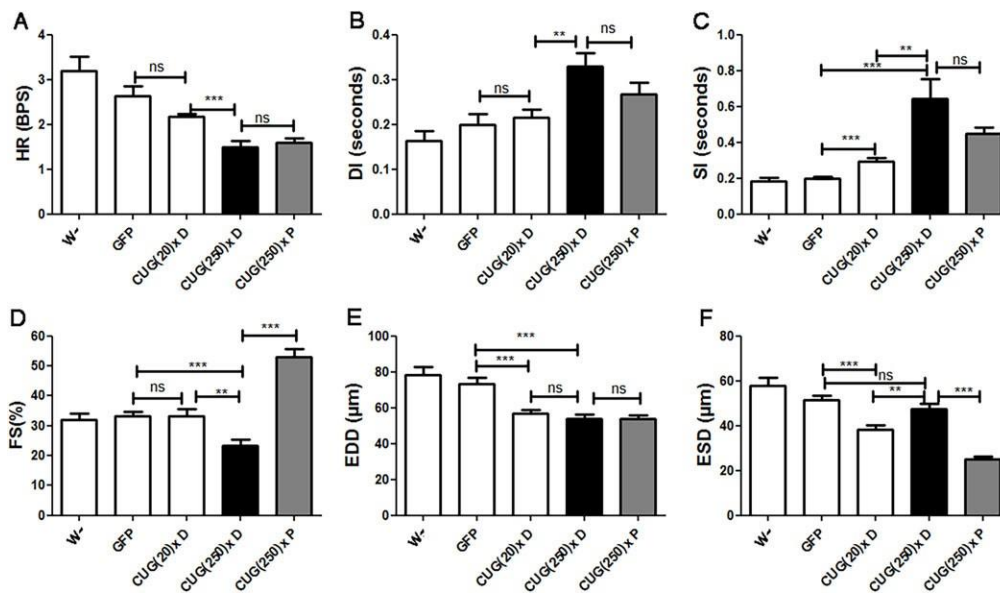 A
HR (BPS)
4
3
2
1
0
ns
***
ns
W~
GFP
CUG(20)x D
CUG(250)x D
CUG(250)x P
B
DI (seconds)
0.4
0.3
0.2
0.1
0.0
**
ns
ns
W~
GFP
CUG(20)x D
CUG(250)x D
CUG(250)x P
C
SI (seconds)
1.0
0.8
0.6
0.4
0.2
0.0
**
***
ns
***
W~
GFP
CUG(20)x D
CUG(250)x D
CUG(250)x P
D
FS(%)
60
50
40
30
20
10
0
***
***
ns
**
W~
GFP
CUG(20)x D
CUG(250)x D
CUG(250)x P
E
EDD (µm)
100
80
60
40
20
0
***
***
ns
ns
W~
GFP
CUG(20)x D
CUG(250)x D
CUG(250)x P
F
ESD (µm)
80
60
40
20
0
***
ns
**
***
W~
GFP
CUG(20)x D
CUG(250)x D
CUG(250)x P